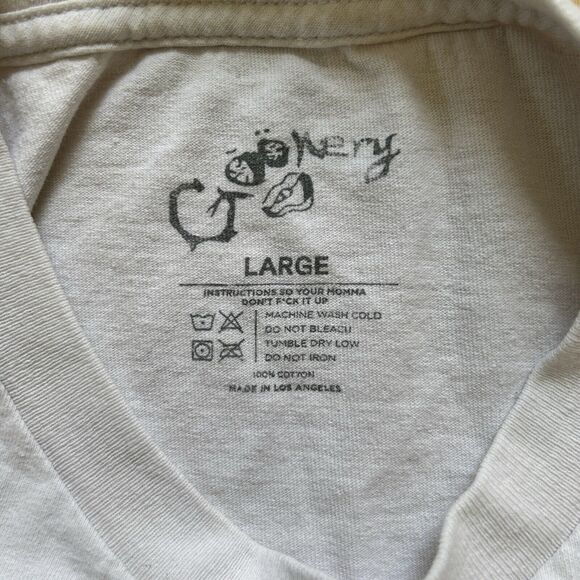 Gookery
LARGE
INSTRUCTIONS SO YOUR MOMMA
DON'T F*CK IT UP
MACHINE WASH COLD
DO NOT BLEACH
TUMBLE DRY LOW
DO NOT IRON
100% COTTON
MADE IN LOS ANGELES